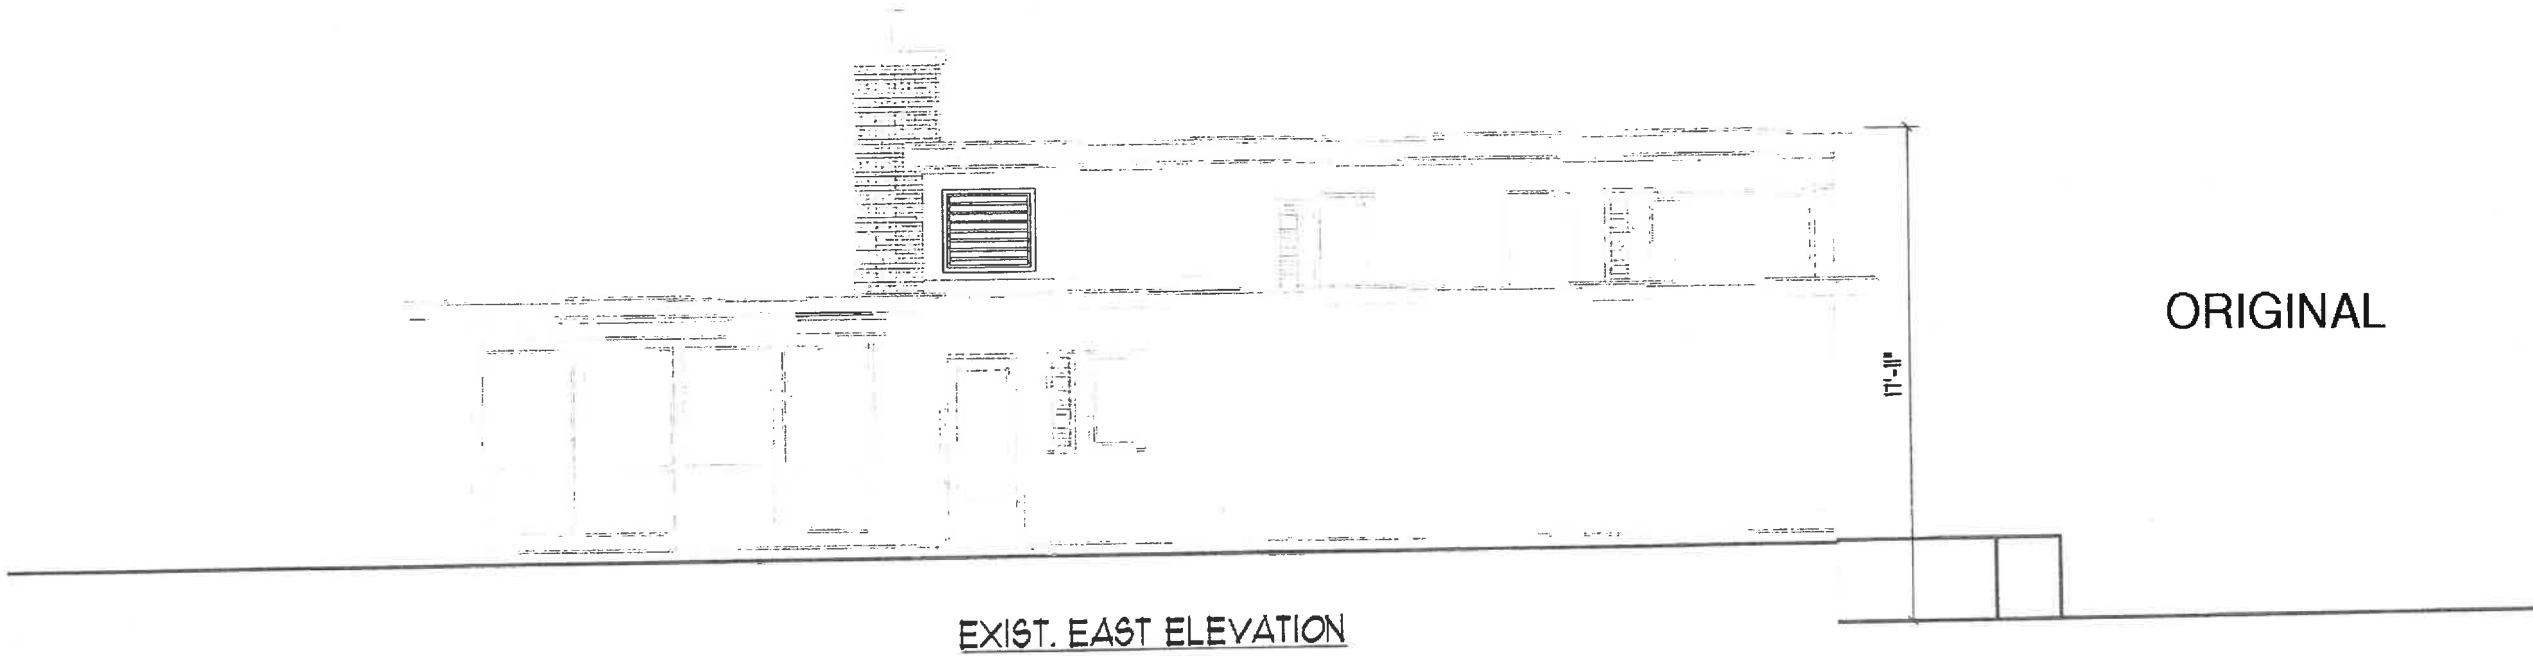 ORIGINAL
17'-11"
EXIST. EAST ELEVATION